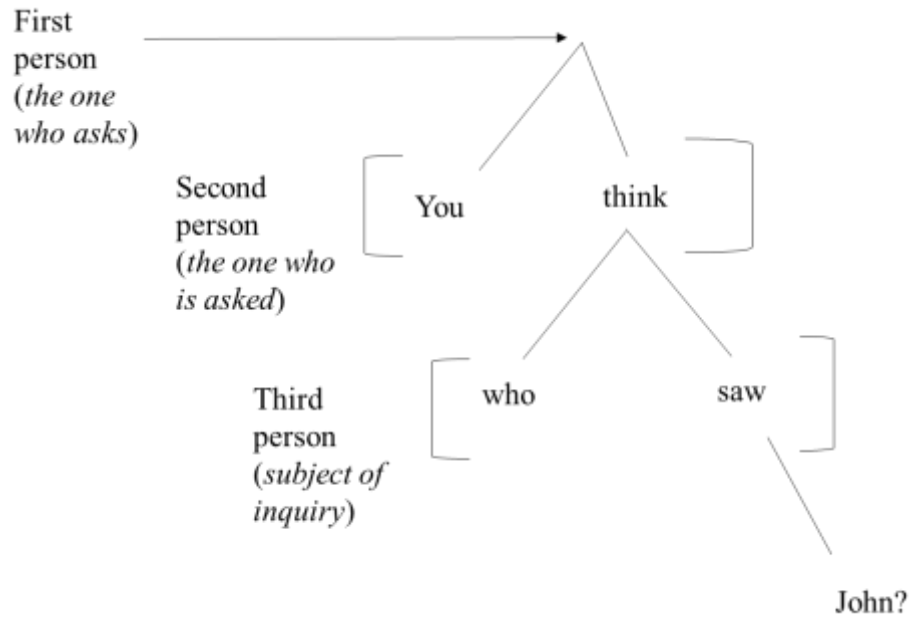 First
person
(the one
who asks)
Second
person
(the one who
is asked)
You
think
Third
person
(subject of
inquiry)
who
saw
John?